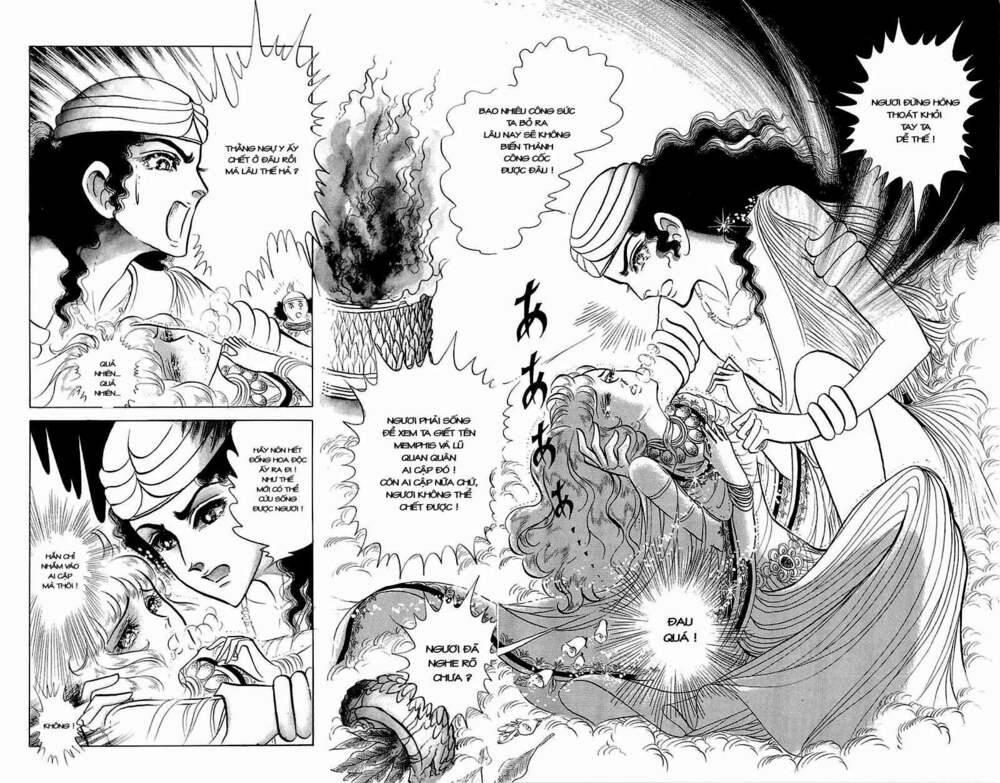 NGƯƠI ĐỪNG HÒNG
THOÁT KHỎI
TAY TA
DỄ THẾ !
BAO NHIÊU CÔNG SỨC
TA BỎ RA
LÂU NAY SẼ KHÔNG
BIẾN THÀNH
CÔNG CỐC
ĐƯỢC ĐÂU !
ああああ
NGƯƠI PHẢI SỐNG
ĐỂ XEM TA GIẾT TÊN
MEMPHIS VÀ LŨ
QUAN QUÂN
AI CẬP ĐÓ !
CÒN AI CẬP NỮA CHỨ,
NGƯƠI KHÔNG THỂ
CHẾT ĐƯỢC !
ĐAU
QUÁ !
NGƯƠI ĐÃ
NGHE RÕ
CHƯA ?
THẰNG NGỰ Y ẤY
CHẾT Ở ĐÂU RỒI
MÀ LÂU THẾ HẢ ?
QUẢ
NHIÊN...
QUẢ
NHIÊN...
HÃY NÔN HẾT
ĐỐNG HOA ĐỘC
ẤY RA ĐI !
NHƯ THẾ
MỚI CÓ THỂ
CỨU SỐNG
ĐƯỢC NGƯƠI !
HẮN CHỈ
NHẮM VÀO
AI CẬP
MÀ THÔI !
KHÔNG !